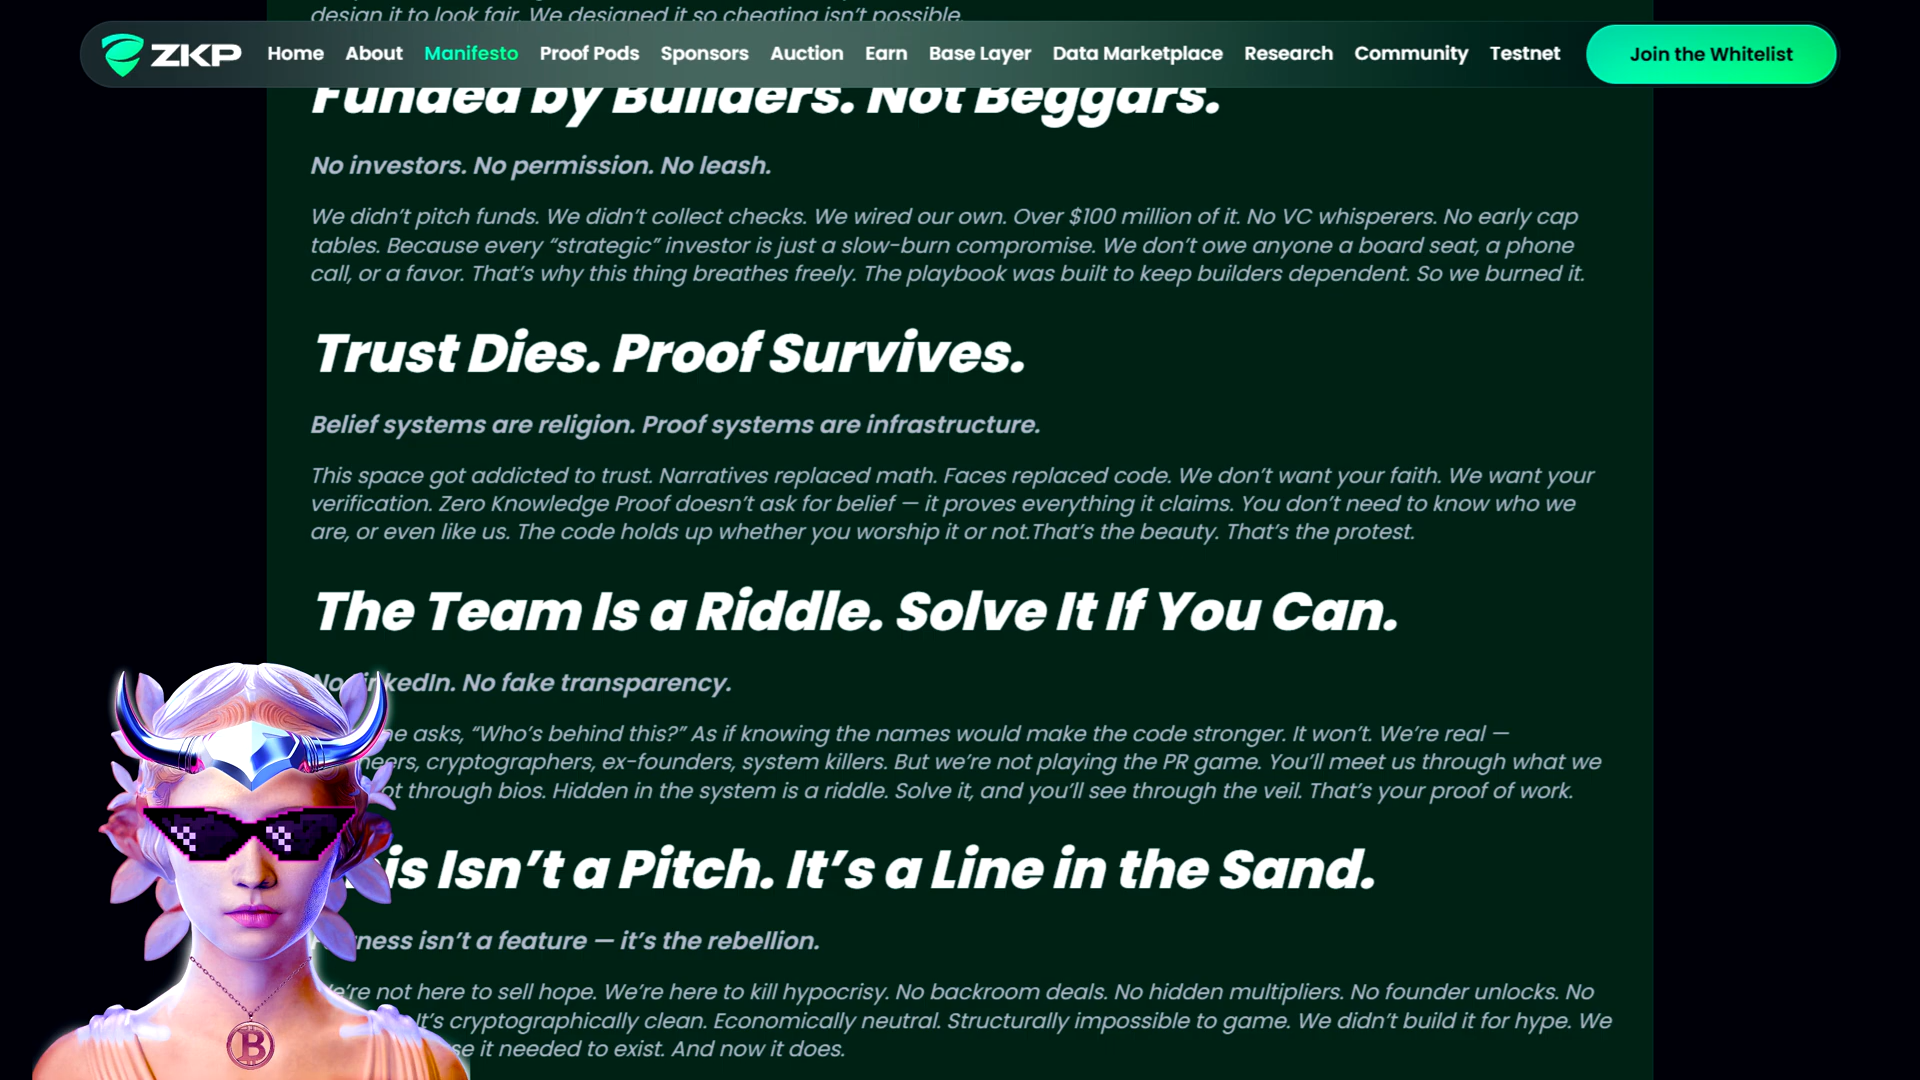 design it to look fair. We designed it so cheating isn't possible.
ZKP Home About Manifesto Proof Pods Sponsors Auction Earn Base Layer Data Marketplace Research Community Testnet Join the Whitelist
Funded by Builders. Not Beggars.
No investors. No permission. No leash.
We didn't pitch funds. We didn't collect checks. We wired our own. Over $100 million of it. No VC whisperers. No early cap
tables. Because every “strategic” investor is just a slow-burn compromise. We don't owe anyone a board seat, a phone
call, or a favor. That's why this thing breathes freely. The playbook was built to keep builders dependent. So we burned it.
Trust Dies. Proof Survives.
Belief systems are religion. Proof systems are infrastructure.
This space got addicted to trust. Narratives replaced math. Faces replaced code. We don't want your faith. We want your
verification. Zero Knowledge Proof doesn't ask for belief — it proves everything it claims. You don't need to know who we
are, or even like us. The code holds up whether you worship it or not.That's the beauty. That's the protest.
The Team Is a Riddle. Solve It If You Can.
No fake transparency.
asks, “Who's behind this?” As if knowing the names would make the code stronger. It won't. We're real —
cryptographers, ex-founders, system killers. But we're not playing the PR game. You'll meet us through what we
through bios. Hidden in the system is a riddle. Solve it, and you'll see through the veil. That's your proof of work.
Isn't a Pitch. It's a Line in the Sand.
isn't a feature — it's the rebellion.
We're not here to sell hope. We're here to kill hypocrisy. No backroom deals. No hidden multipliers. No founder unlocks. No
It's cryptographically clean. Economically neutral. Structurally impossible to game. We didn't build it for hype. We
it needed to exist. And now it does.
B